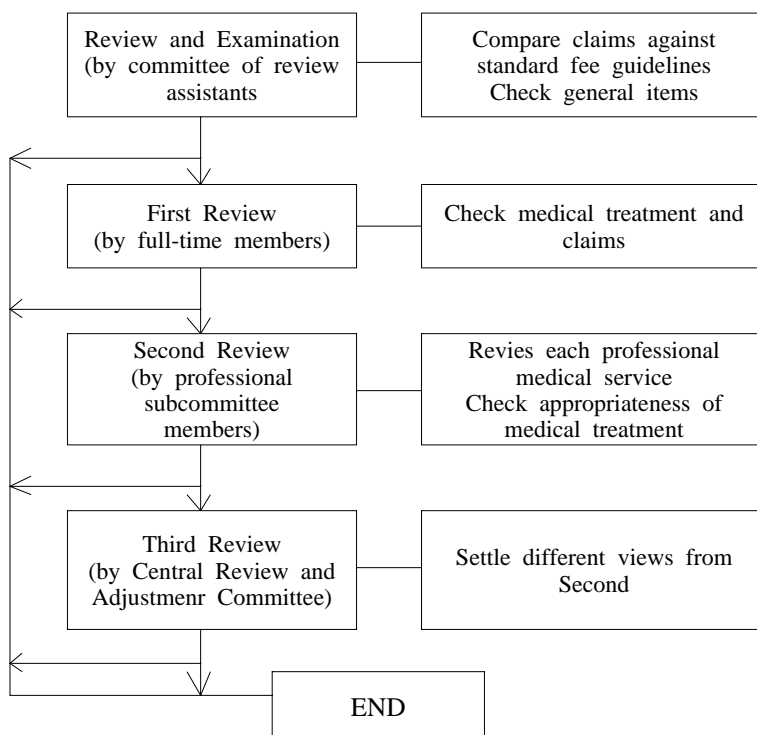 Review and Examination
(by committee of review
assistants
Compare claims against
standard fee guidelines
Check general items
First Review
(by full-time members)
Check medical treatment and
claims
Second Review
(by professional
subcommittee
members)
Revies each professional
medical service
Check appropriateness of
medical treatment
Third Review
(by Central Review and
Adjustmenr Committee)
Settle different views from
Second
END